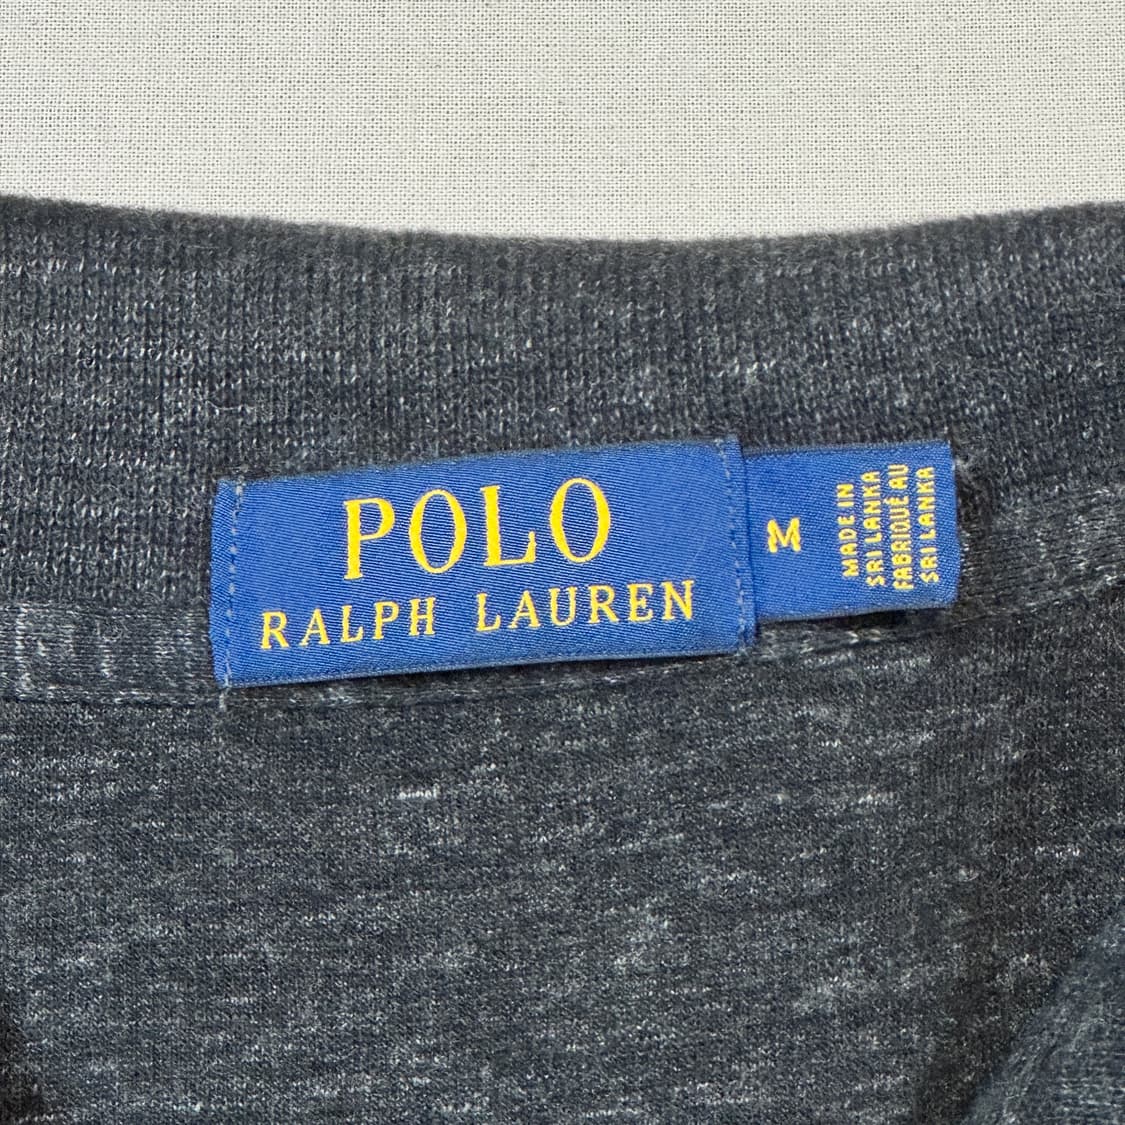 POLO
RALPH LAUREN
M
MADE IN
SRI LANKA
FABRIQUÉ AU
SRI LANKA